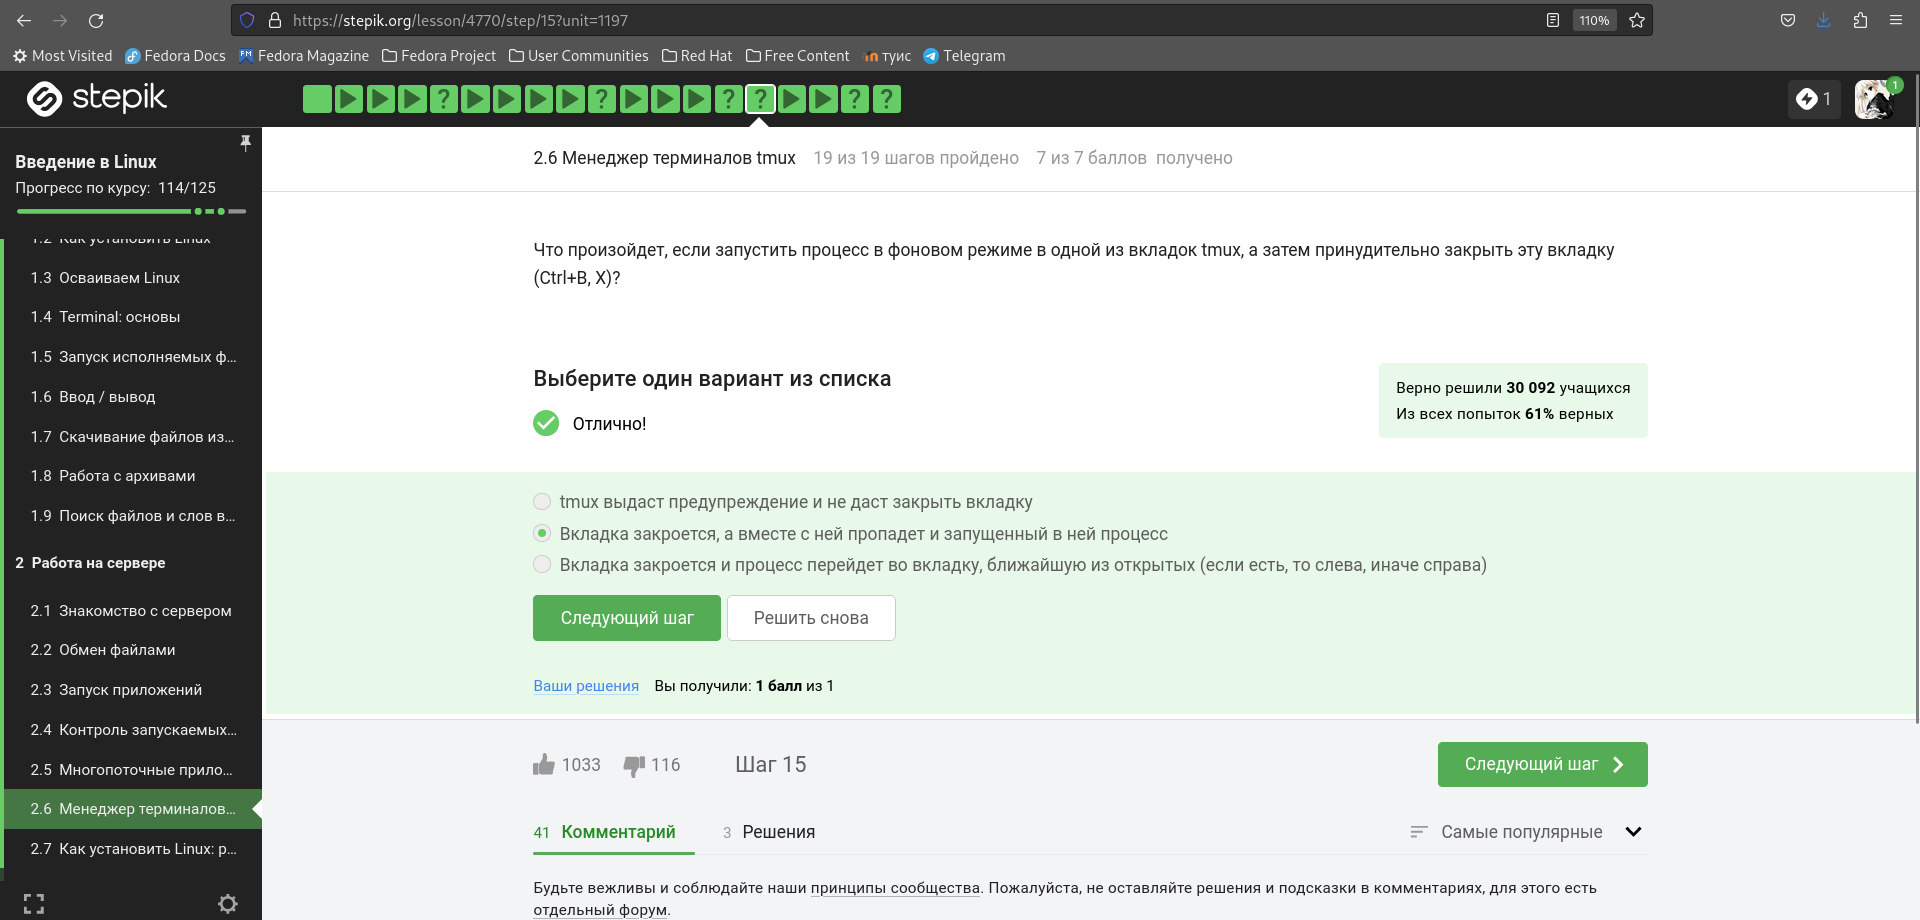 https://stepik.org/lesson/4770/step/15?unit=1197
110%
Most Visited Fedora Docs Fedora Magazine Fedora Project User Communities Red Hat Free Content туис Telegram
stepik
? ? ? ? ? ?
1
1
Введение в Linux
Прогресс по курсу: 114/125
1.2 Как установить Linux
1.3 Осваиваем Linux
1.4 Terminal: основы
1.5 Запуск исполняемых ф...
1.6 Ввод / вывод
1.7 Скачивание файлов из...
1.8 Работа с архивами
1.9 Поиск файлов и слов в...
2 Работа на сервере
2.1 Знакомство с сервером
2.2 Обмен файлами
2.3 Запуск приложений
2.4 Контроль запускаемых...
2.5 Многопоточные прило...
2.6 Менеджер терминалов...
2.7 Как установить Linux: р...
2.6 Менеджер терминалов tmux 19 из 19 шагов пройдено 7 из 7 баллов получено
Что произойдет, если запустить процесс в фоновом режиме в одной из вкладок tmux, а затем принудительно закрыть эту вкладку
(Ctrl+B, X)?
Выберите один вариант из списка
Отлично!
Верно решили 30 092 учащихся
Из всех попыток 61% верных
tmux выдаст предупреждение и не даст закрыть вкладку
Вкладка закроется, а вместе с ней пропадет и запущенный в ней процесс
Вкладка закроется и процесс перейдет во вкладку, ближайшую из открытых (если есть, то слева, иначе справа)
Следующий шаг Решить снова
Ваши решения Вы получили: 1 балл из 1
1033 116 Шаг 15 Следующий шаг
41 Комментарий 3 Решения Самые популярные
Будьте вежливы и соблюдайте наши принципы сообщества. Пожалуйста, не оставляйте решения и подсказки в комментариях, для этого есть
отдельный форум.